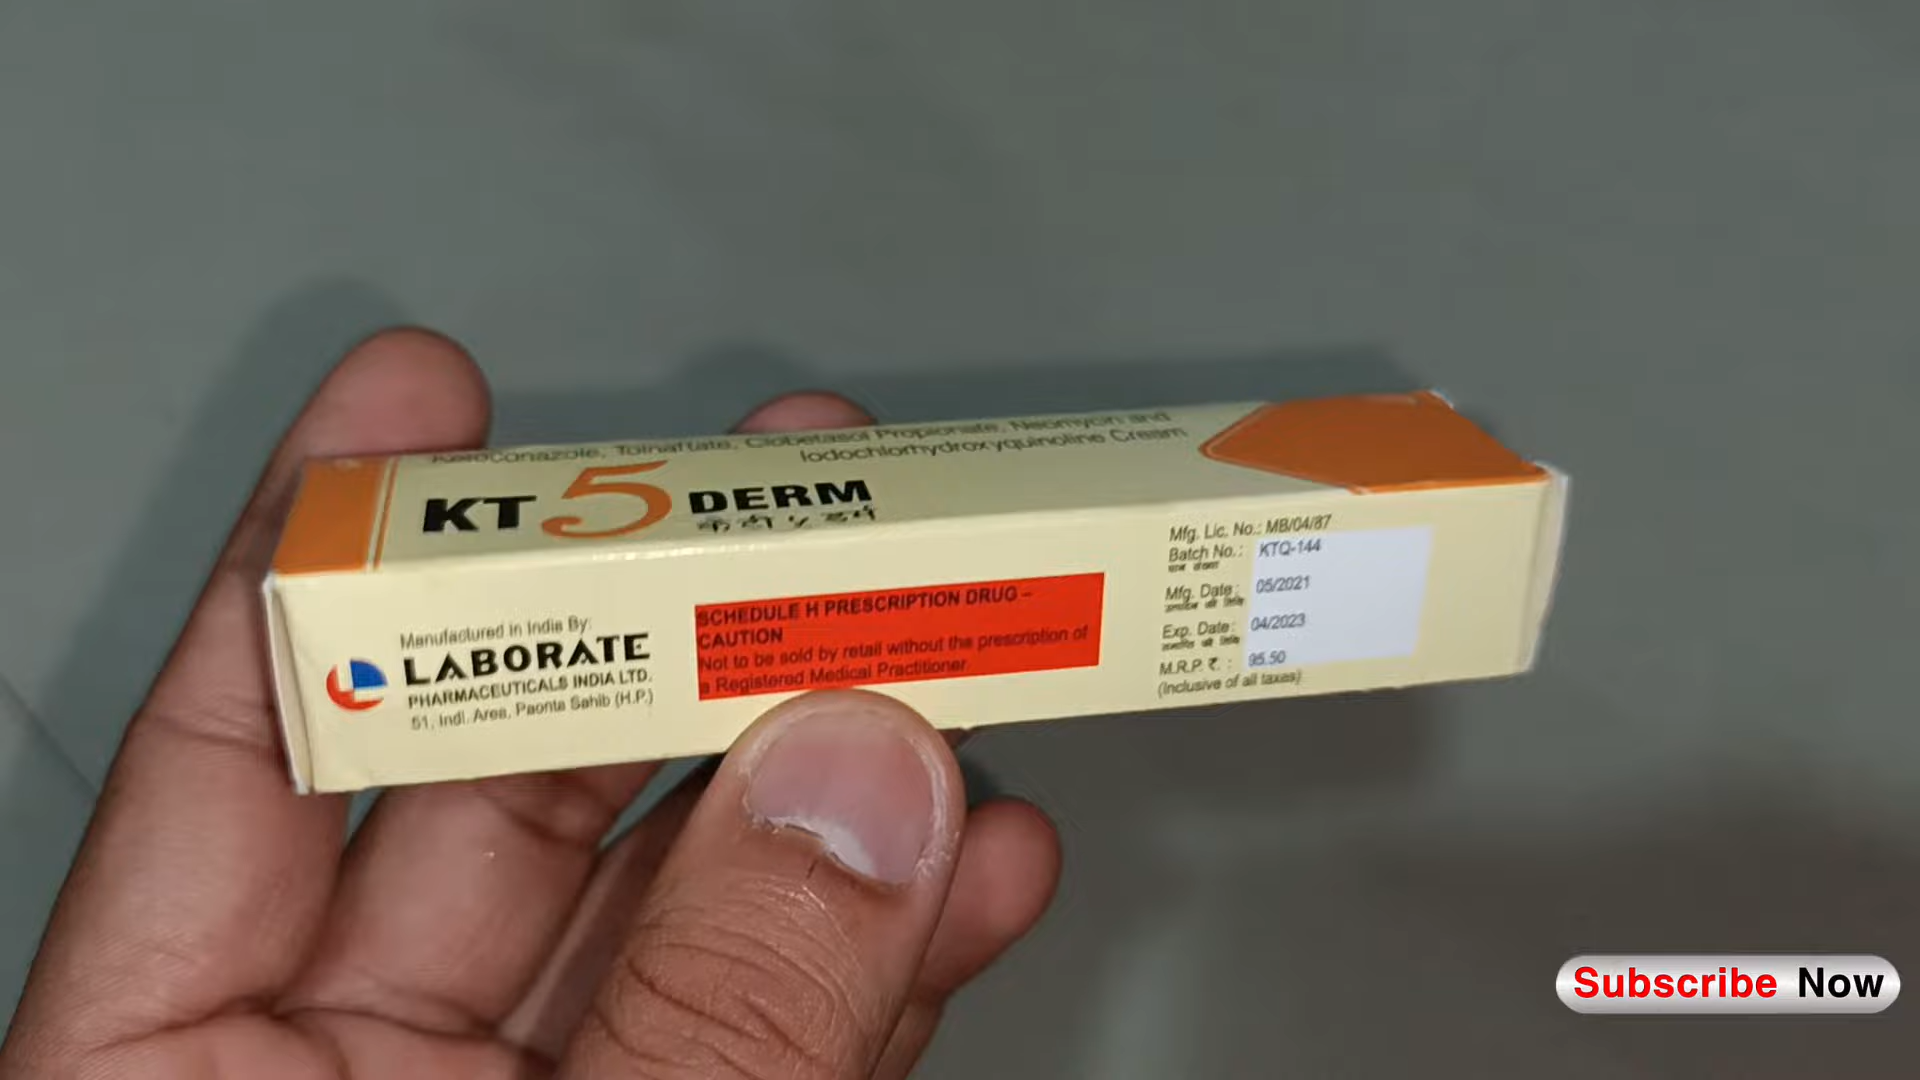 Ketoconazole, Tolnaftate, Clobetasol Propionate, Neomycin and
Iodochlorhydroxyquinoline Cream
KT 5 DERM
के टी 5 डर्म
Manufactured in India By:
LABORATE
PHARMACEUTICALS INDIA LTD.
51, Indl. Area, Paonta Sahib (H.P.)
SCHEDULE H PRESCRIPTION DRUG –
CAUTION
Not to be sold by retail without the prescription of
a Registered Medical Practitioner.
Mfg. Lic. No.: MB/04/87
Batch No.: KTQ-144
Mfg. Date: 05/2021
Exp. Date: 04/2023
M.R.P. ₹. : 95.50
(Inclusive of all taxes)
Subscribe Now